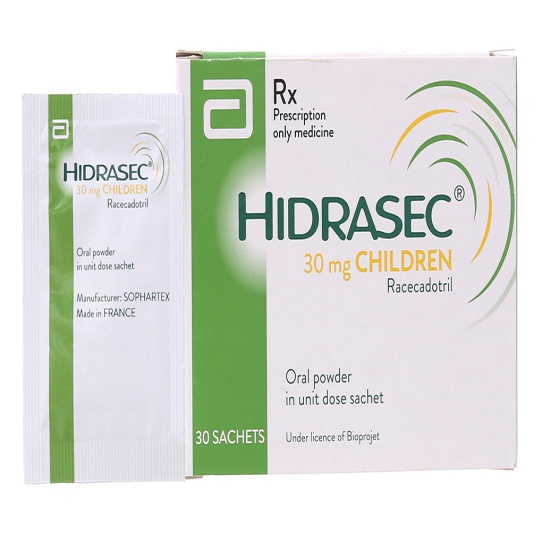 HIDRASEC®
30 mg CHILDREN
Racecadotril
Oral powder
in unit dose sachet
Manufacturer: SOPHARTEX
Made in FRANCE
Rx
Prescription
only medicine
HIDRASEC®
30 mg CHILDREN
Racecadotril
Oral powder
in unit dose sachet
30 SACHETS
Under licence of Bioprojet